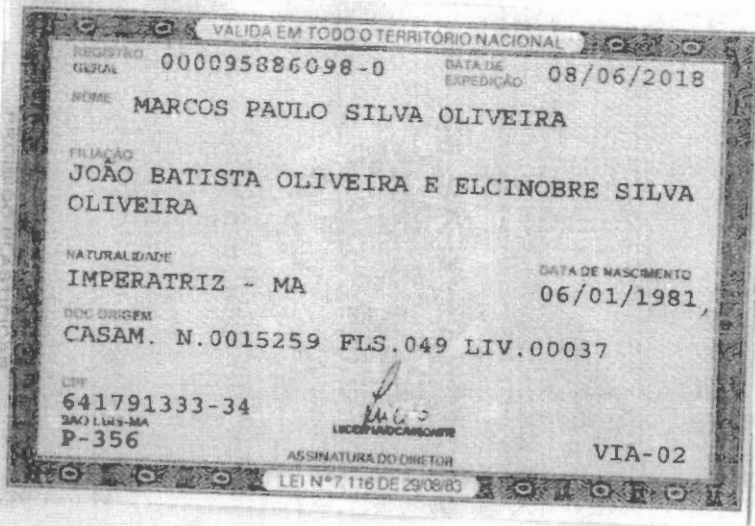 VÁLIDA EM TODO O TERRITÓRIO NACIONAL
REGISTRO GERAL 000095886098-0 DATA DE EXPEDIÇÃO 08/06/2018
NOME MARCOS PAULO SILVA OLIVEIRA
FILIAÇÃO
JOÃO BATISTA OLIVEIRA E ELCINOBRE SILVA
OLIVEIRA
NATURALIDADE DATA DE NASCIMENTO
IMPERATRIZ - MA 06/01/1981
DOC ORIGEM
CASAM. N.0015259 FLS.049 LIV.00037
CPF
641791333-34
SAO LUIS-MA
P-356 VIA-02
ASSINATURA DO DIRETOR
LEI Nº 7.116 DE 29/08/83